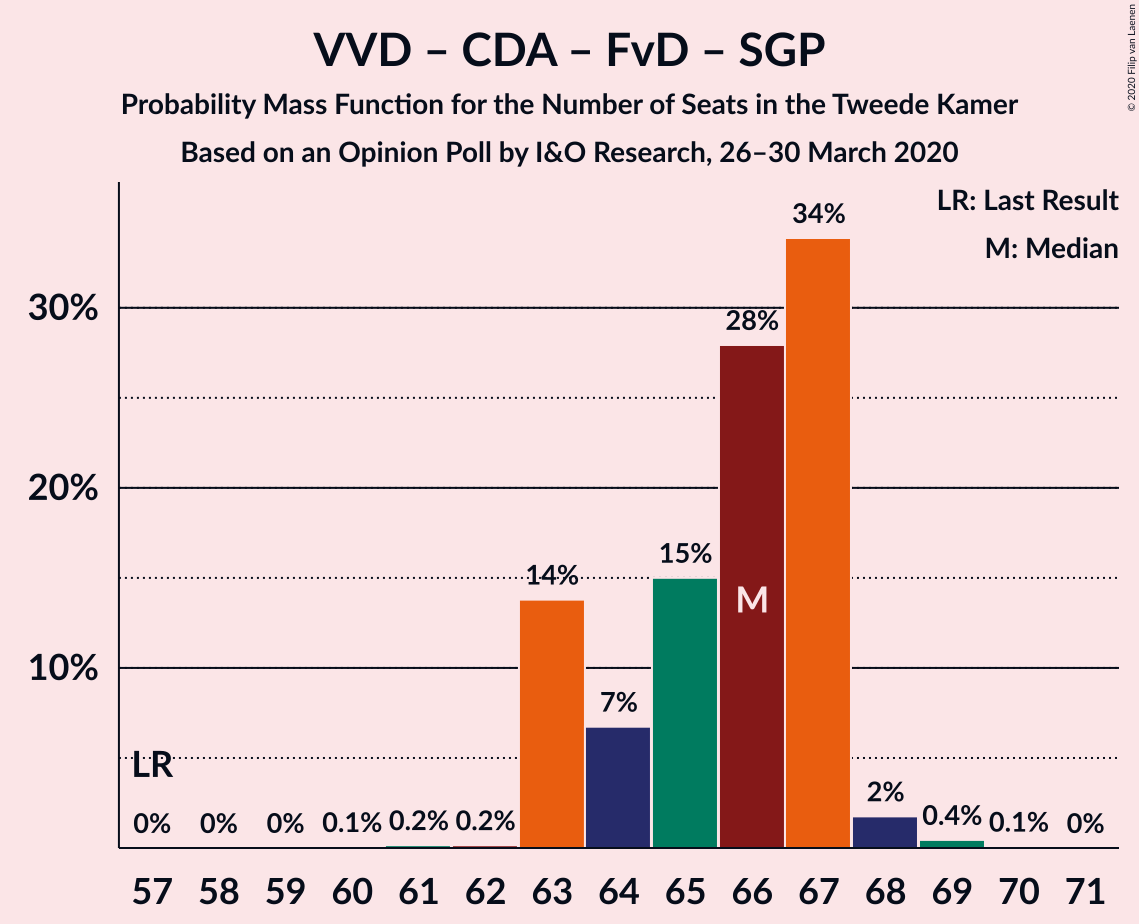 VVD – CDA – FvD – SGP
Probability Mass Function for the Number of Seats in the Tweede Kamer
Based on an Opinion Poll by I&O Research, 26–30 March 2020
© 2020 Filip van Laenen
LR: Last Result
M: Median
34%
30%
28%
20%
15%
14%
M
10%
7%
LR
2%
0% 0% 0% 0.1% 0.2% 0.2% 0.4% 0.1% 0%
57 58 59 60 61 62 63 64 65 66 67 68 69 70 71